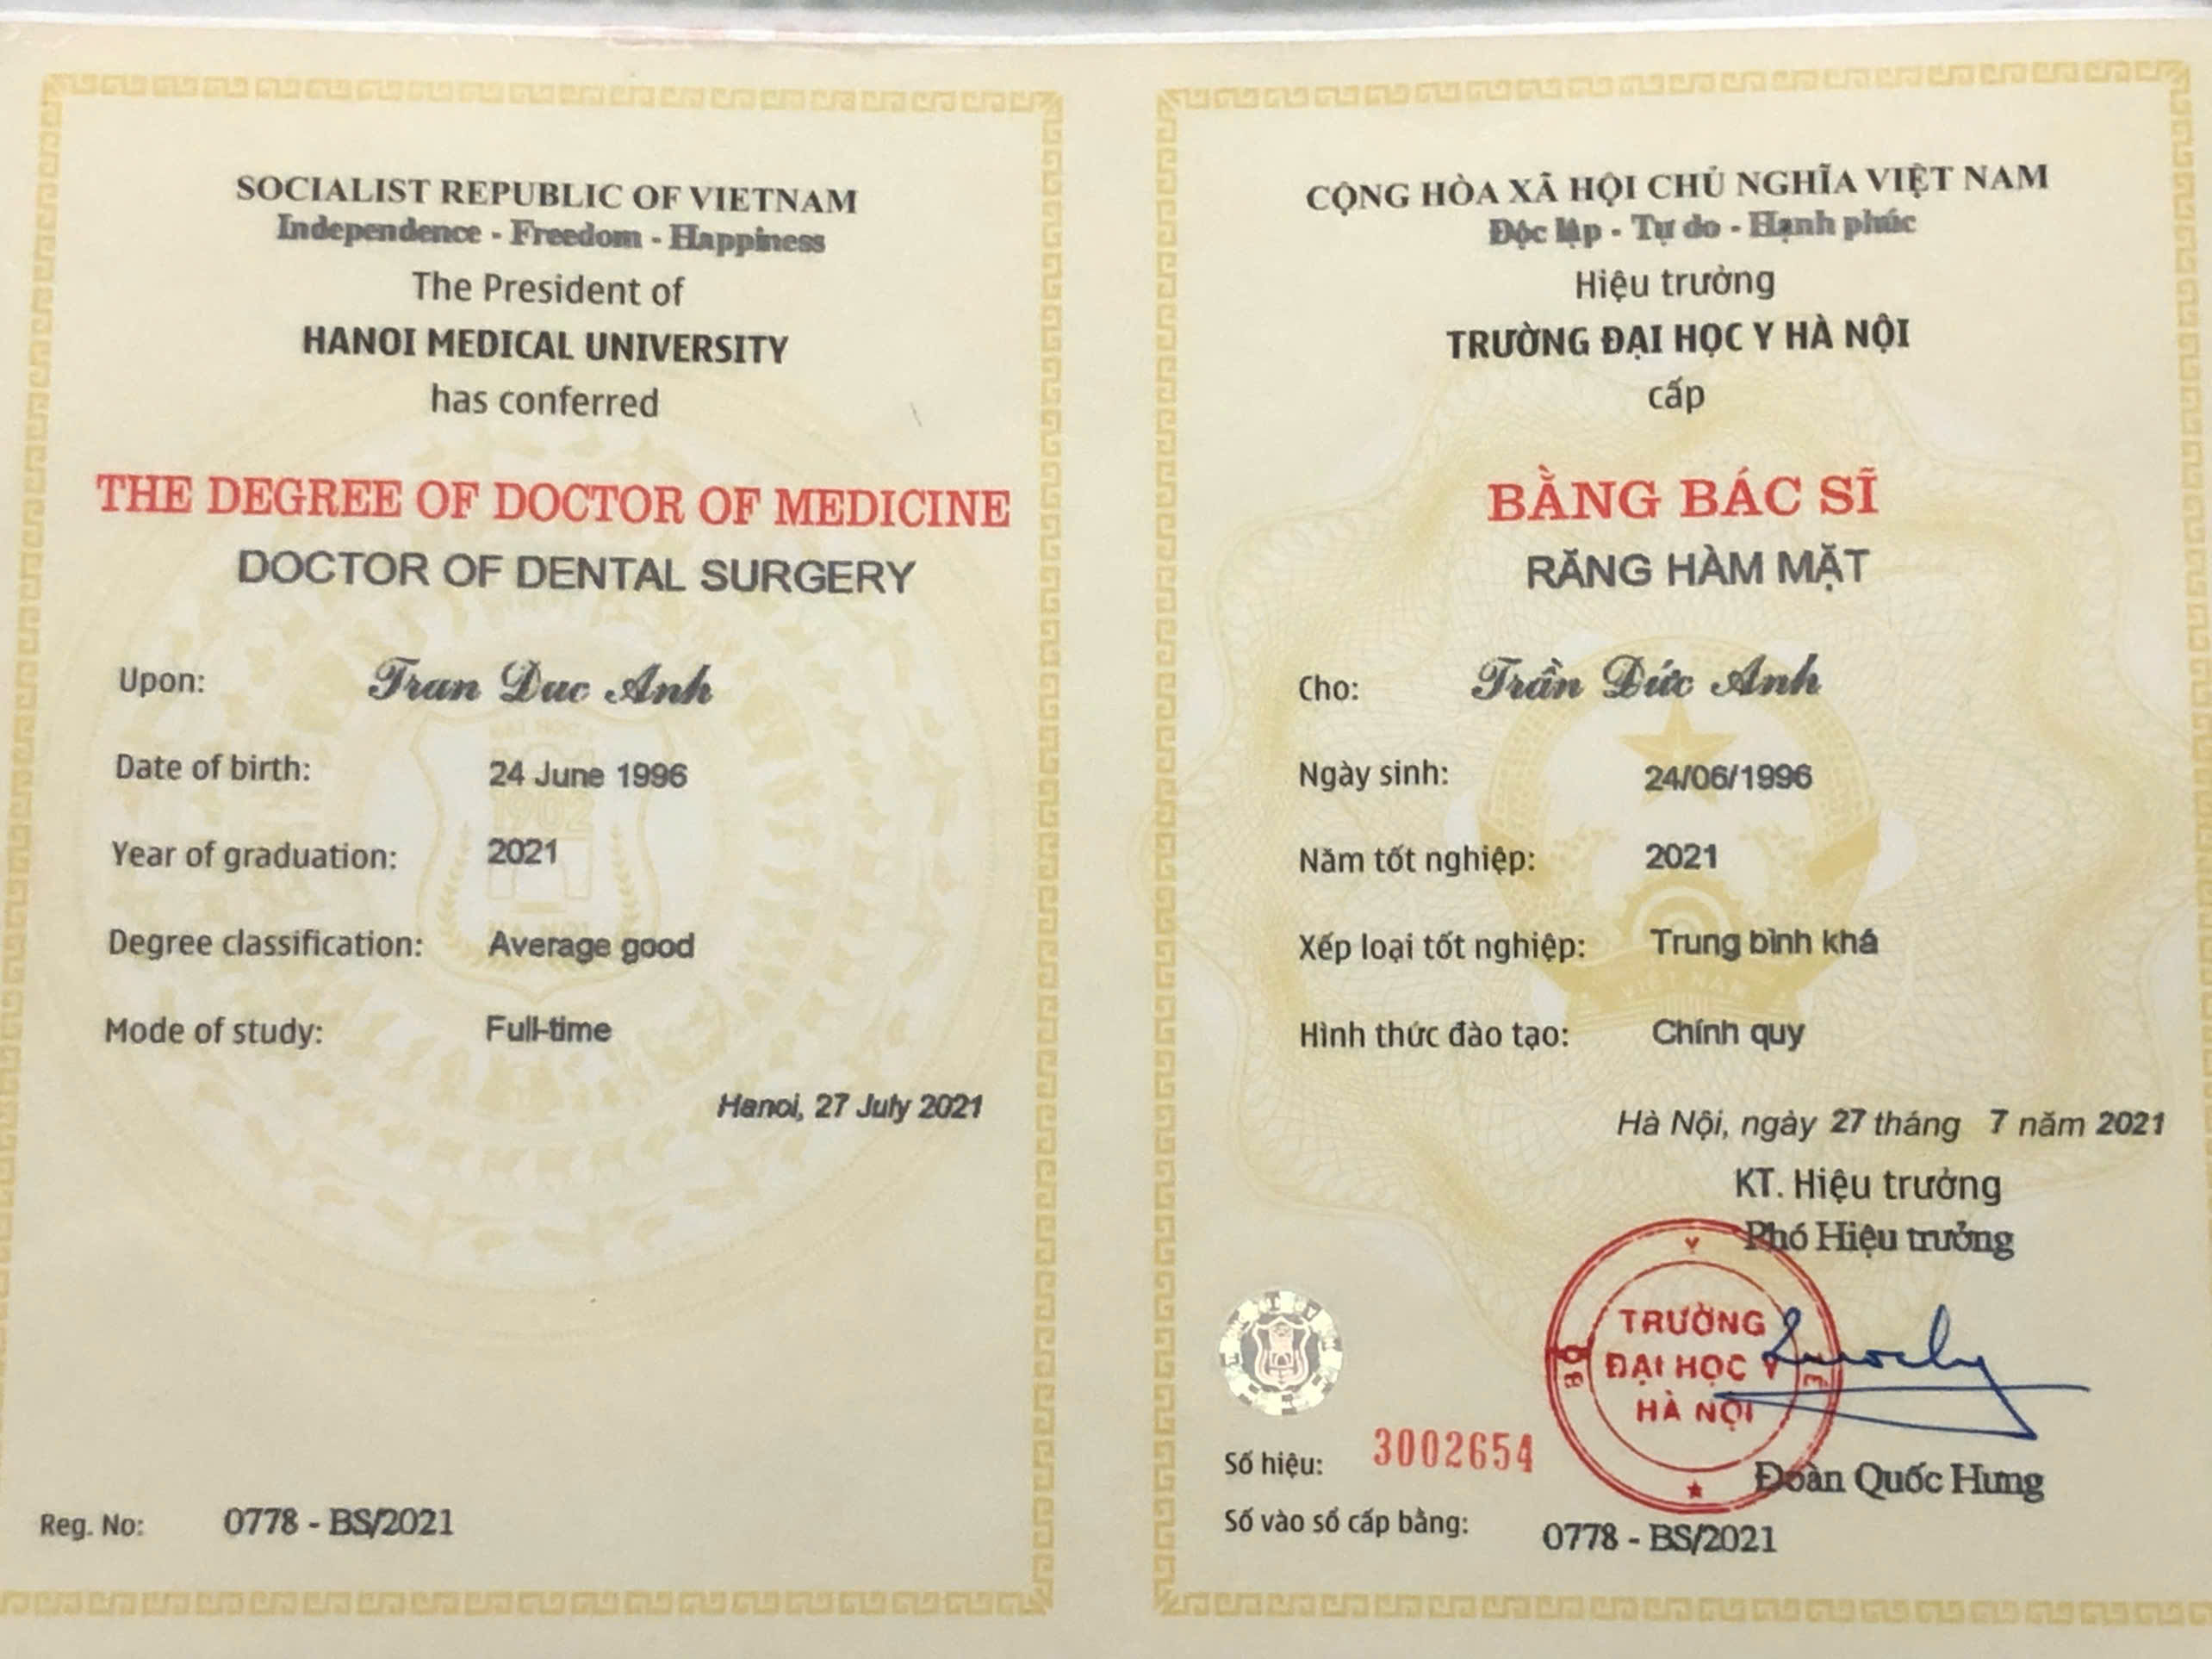 SOCIALIST REPUBLIC OF VIETNAM
Independence - Freedom - Happiness
The President of
HANOI MEDICAL UNIVERSITY
has conferred
THE DEGREE OF DOCTOR OF MEDICINE
DOCTOR OF DENTAL SURGERY
Upon: Tran Duc Anh
Date of birth: 24 June 1996
Year of graduation: 2021
Degree classification: Average good
Mode of study: Full-time
Hanoi, 27 July 2021
Reg. No: 0778 - BS/2021
1902
CỘNG HÒA XÃ HỘI CHỦ NGHĨA VIỆT NAM
Độc lập - Tự do - Hạnh phúc
Hiệu trưởng
TRƯỜNG ĐẠI HỌC Y HÀ NỘI
cấp
BẰNG BÁC SĨ
RĂNG HÀM MẶT
Cho: Trần Đức Anh
Ngày sinh: 24/06/1996
Năm tốt nghiệp: 2021
Xếp loại tốt nghiệp: Trung bình khá
Hình thức đào tạo: Chính quy
VIỆT NAM
Hà Nội, ngày 27 tháng 7 năm 2021
KT. Hiệu trưởng
Phó Hiệu trưởng
TRƯỜNG
ĐẠI HỌC Y
HÀ NỘI
Số hiệu: 3002654
Đoàn Quốc Hưng
Số vào sổ cấp bằng: 0778 - BS/2021